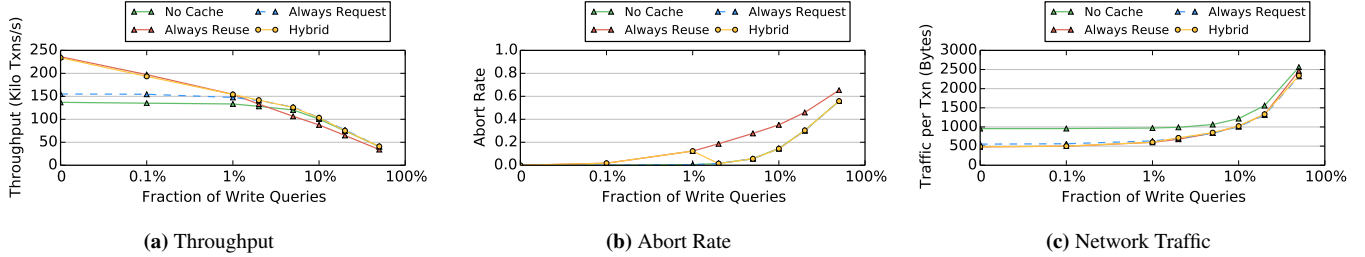 No Cache
Always Request
Always Reuse
Hybrid
Throughput (Kilo Txns/s)
250
200
150
100
50
0
0
0.1%
1%
10%
100%
Fraction of Write Queries
(a) Throughput
No Cache
Always Request
Always Reuse
Hybrid
Abort Rate
1.0
0.8
0.6
0.4
0.2
0.0
0
0.1%
1%
10%
100%
Fraction of Write Queries
(b) Abort Rate
No Cache
Always Request
Always Reuse
Hybrid
Traffic per Txn (Bytes)
3000
2500
2000
1500
1000
500
0
0
0.1%
1%
10%
100%
Fraction of Write Queries
(c) Network Traffic